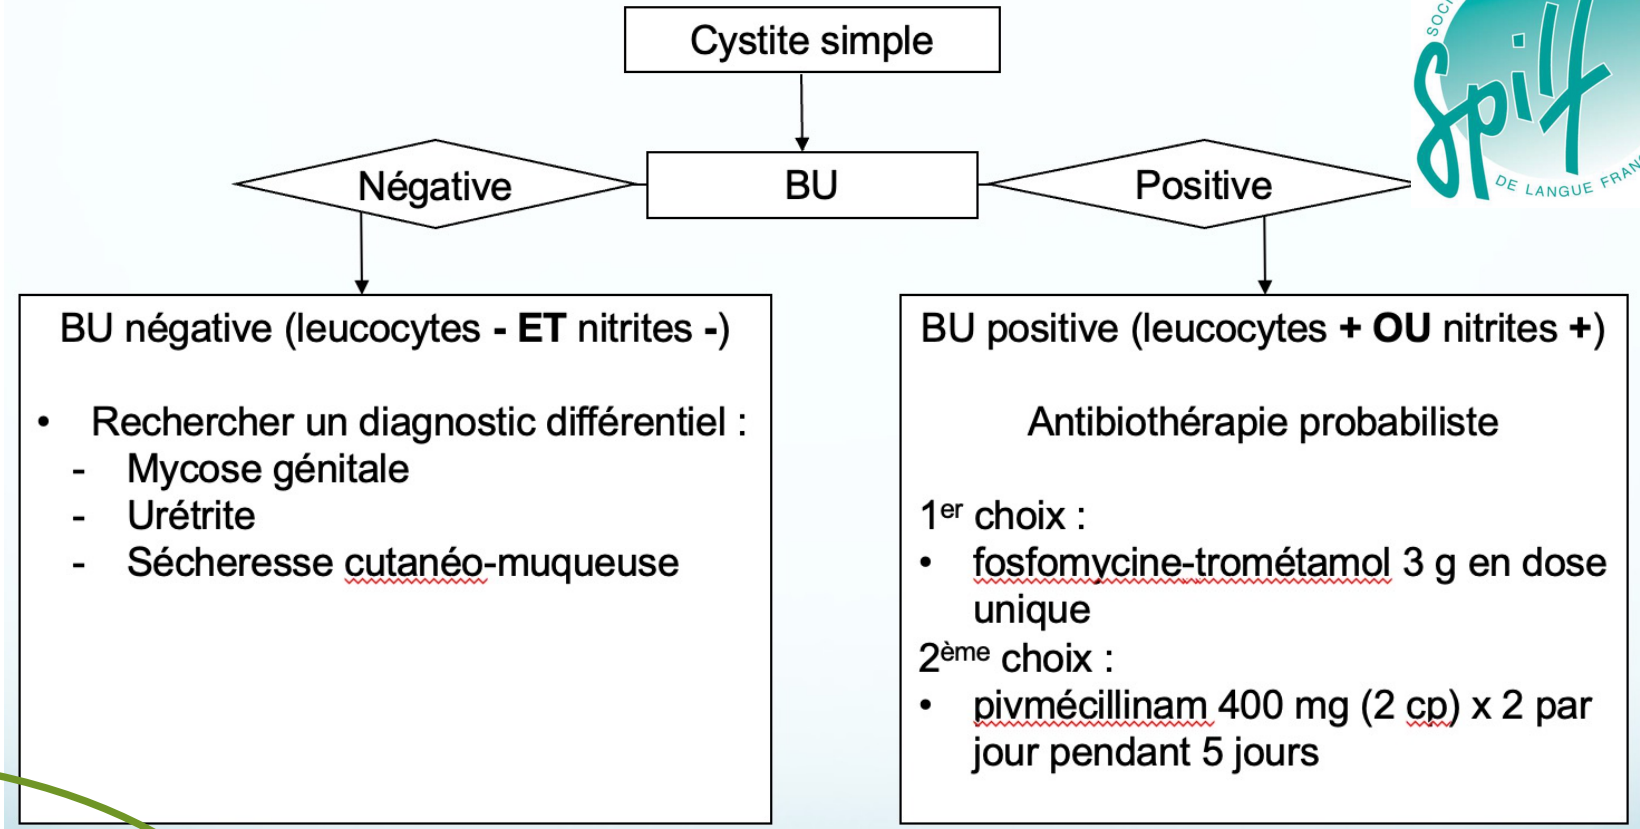 Cystite simple
Négative
BU
Positive
Spilf
DE LANGUE
BU négative (leucocytes - ET nitrites -)
• Rechercher un diagnostic différentiel :
- Mycose génitale
- Urétrite
- Sécheresse cutanéo-muqueuse
BU positive (leucocytes + OU nitrites +)
Antibiothérapie probabiliste
1er choix :
• fosfomycine-trométamol 3 g en dose
unique
2ème choix :
• pivmécillinam 400 mg (2 cp) x 2 par
jour pendant 5 jours